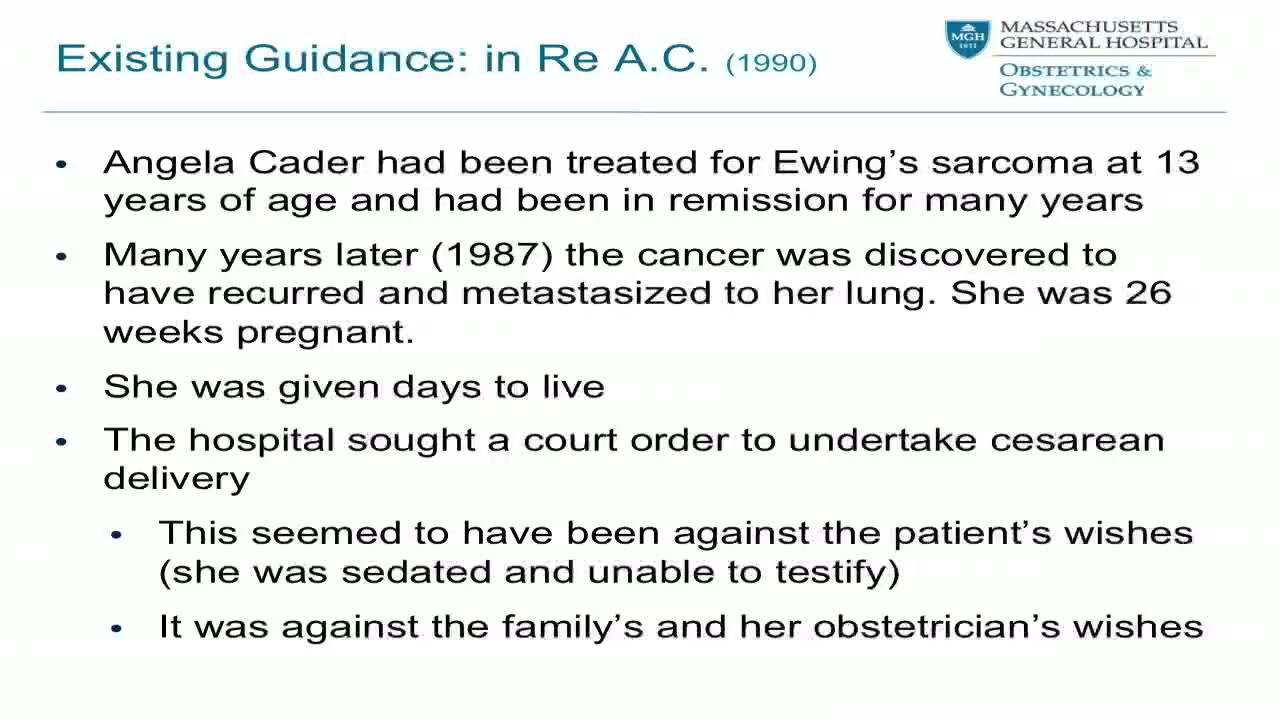 Existing Guidance: in Re A.C. (1990)
MGH
1811
MASSACHUSETTS
GENERAL HOSPITAL
OBSTETRICS &
GYNECOLOGY
• Angela Cader had been treated for Ewing’s sarcoma at 13
years of age and had been in remission for many years
• Many years later (1987) the cancer was discovered to
have recurred and metastasized to her lung. She was 26
weeks pregnant.
• She was given days to live
• The hospital sought a court order to undertake cesarean
delivery
• This seemed to have been against the patient’s wishes
(she was sedated and unable to testify)
• It was against the family’s and her obstetrician’s wishes